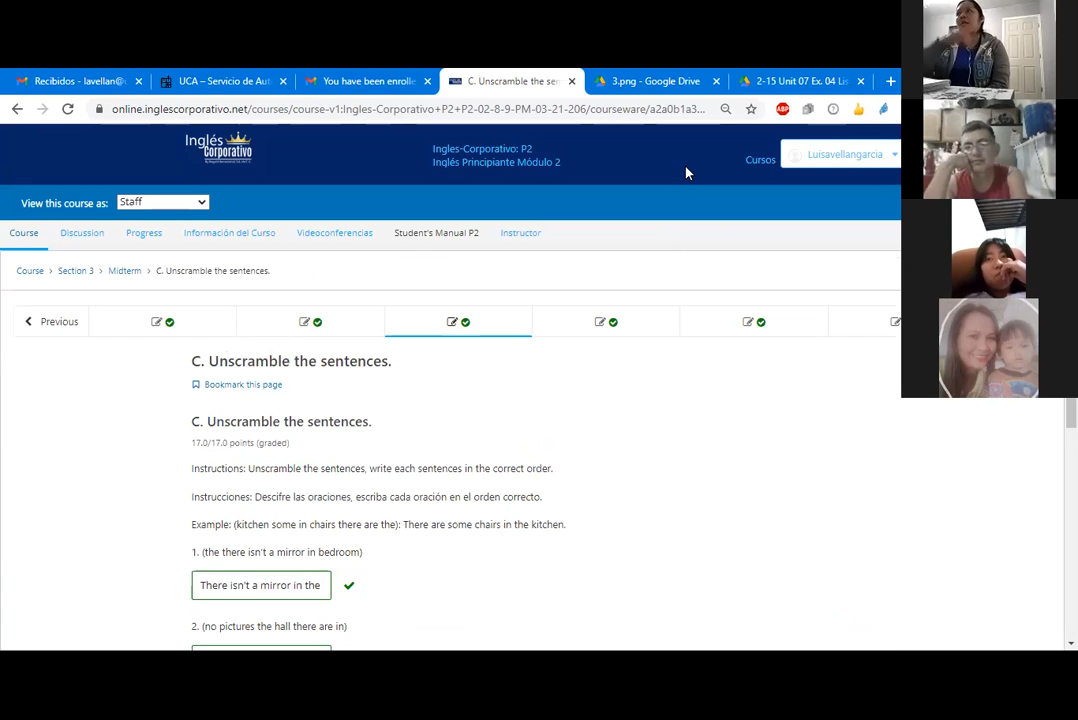 Recibidos - lavellan@
UCA – Servicio de Aut
You have been enrolle
C. Unscramble the sen
3.png - Google Drive
2-15 Unit 07 Ex. 04 Lis
online.inglescorporativo.net/courses/course-v1:Ingles-Corporativo+P2+P2-02-8-9-PM-03-21-206/courseware/a2a0b1a3...
ABP
Inglés
Corporativo
Ingles-Corporativo: P2
Inglés Principiante Módulo 2
Cursos
Luisavellangarcia
View this course as:
Staff
Course
Discussion
Progress
Información del Curso
Videoconferencias
Student's Manual P2
Instructor
Course > Section 3 > Midterm > C. Unscramble the sentences.
Previous
C. Unscramble the sentences.
Bookmark this page
C. Unscramble the sentences.
17.0/17.0 points (graded)
Instructions: Unscramble the sentences, write each sentences in the correct order.
Instrucciones: Descifre las oraciones, escriba cada oración en el orden correcto.
Example: (kitchen some in chairs there are the): There are some chairs in the kitchen.
1. (the there isn't a mirror in bedroom)
There isn't a mirror in the
2. (no pictures the hall there are in)